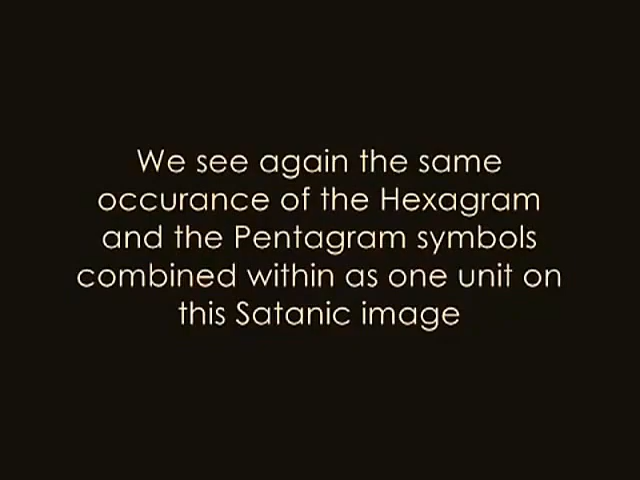 We see again the same
occurance of the Hexagram
and the Pentagram symbols
combined within as one unit on
this Satanic image